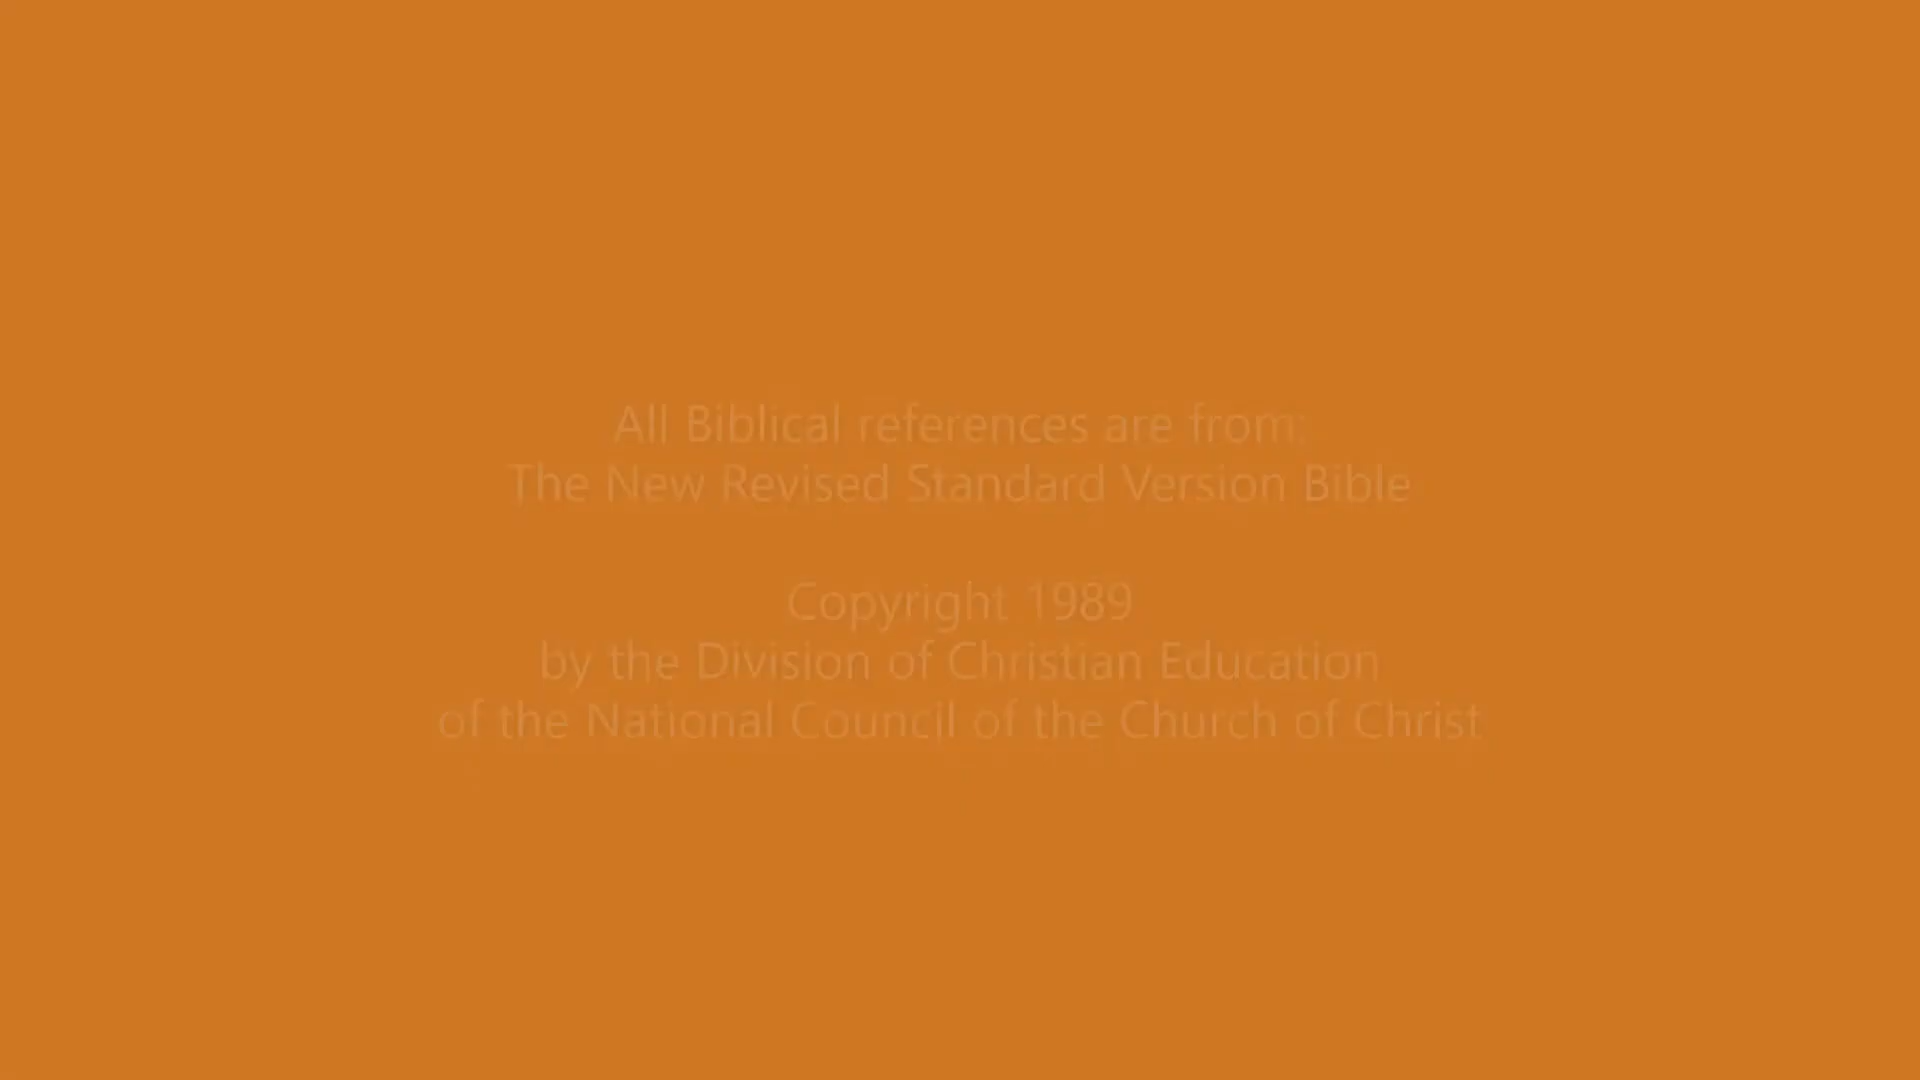 All Biblical references are from:
The New Revised Standard Version Bible
Copyright 1989
by the Division of Christian Education
of the National Council of the Church of Christ